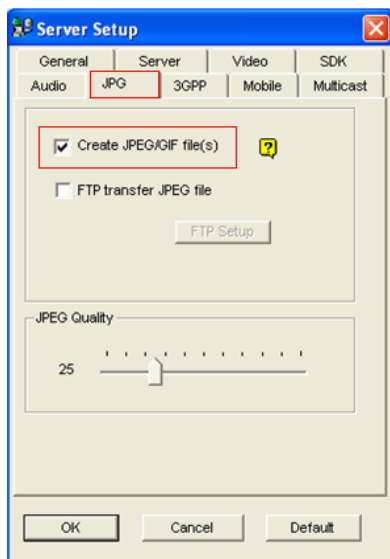 Server Setup
General Server Video SDK
Audio JPG 3GPP Mobile Multicast
Create JPEG/GIF file(s) ?
FTP transfer JPEG file
FTP Setup
JPEG Quality
25
OK Cancel Default